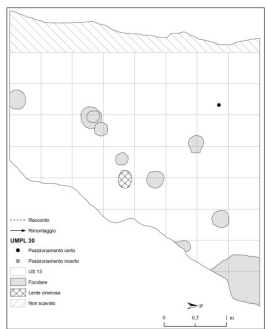 Raccordo
Rimontaggio
UMPL 30
Posizionamento certo
Posizionamento incerto
US 13
Focolare
Lente cinerosa
Non scavato
z
0 0,5 1 m